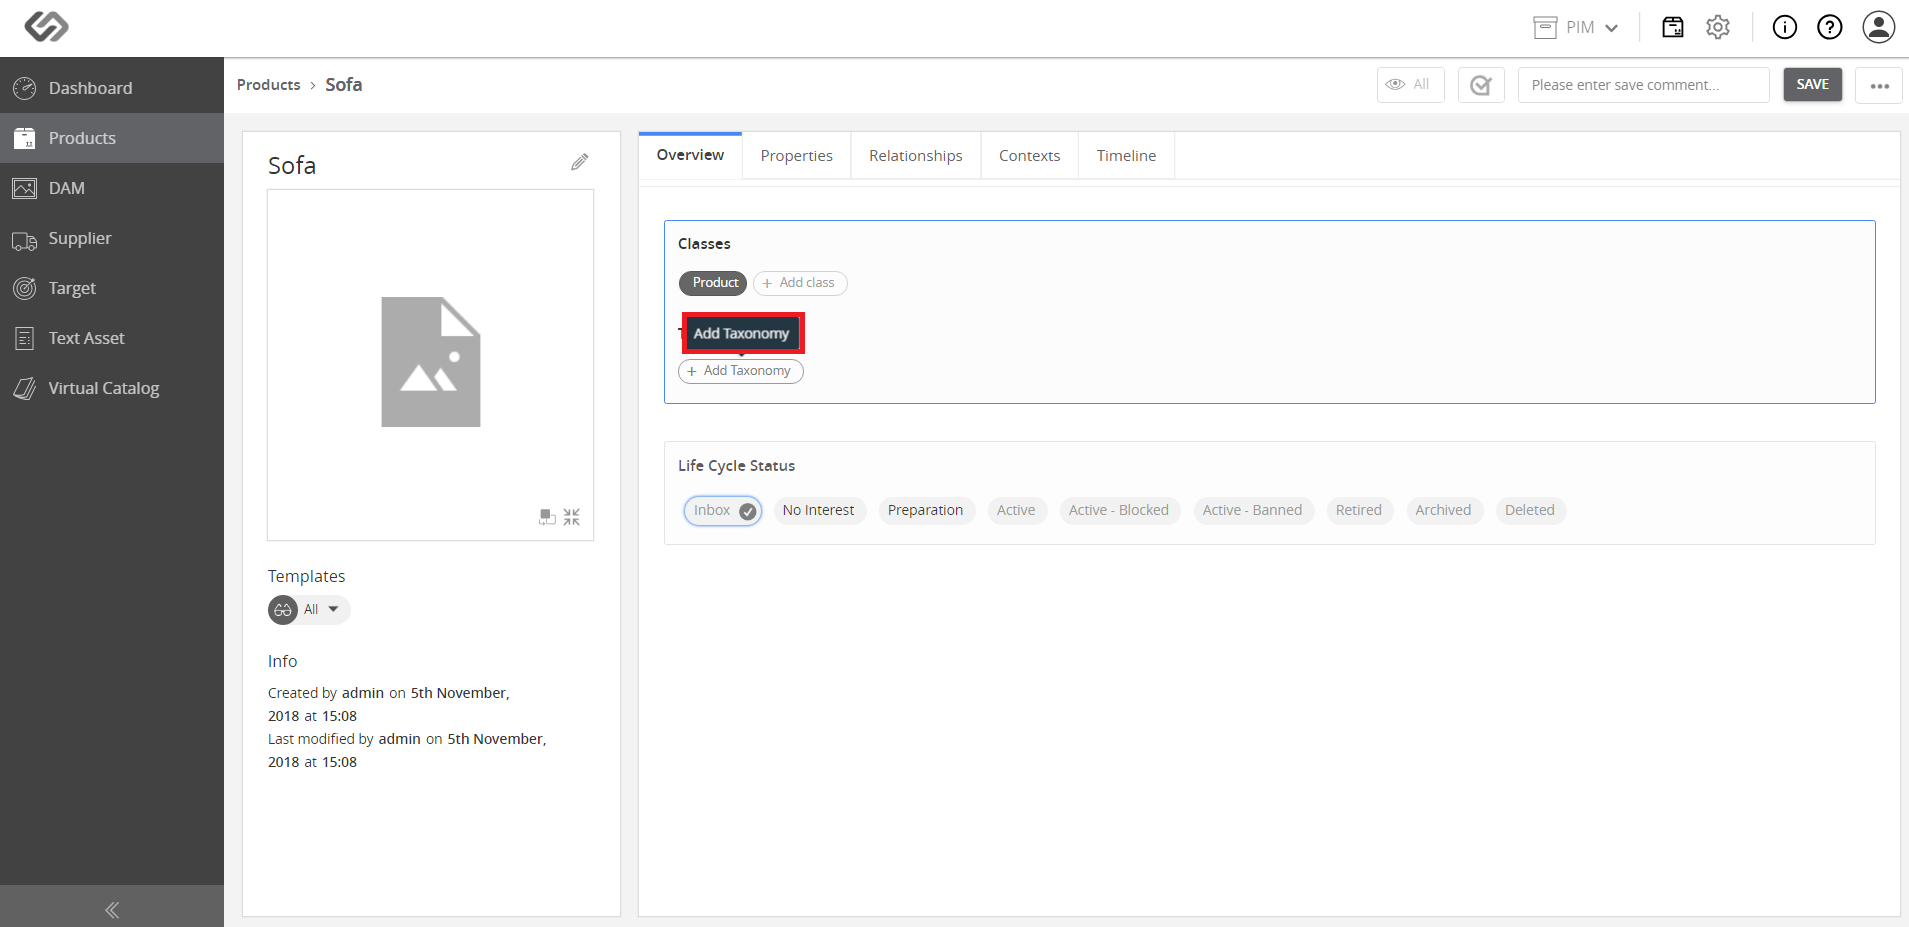 PIM
Dashboard
Products
DAM
Supplier
Target
Text Asset
Virtual Catalog
Products › Sofa
All
Please enter save comment...
SAVE
Sofa
Templates
All
Info
Created by admin on 5th November,
2018 at 15:08
Last modified by admin on 5th November,
2018 at 15:08
Overview
Properties
Relationships
Contexts
Timeline
Classes
Product
+ Add class
Add Taxonomy
+ Add Taxonomy
Life Cycle Status
Inbox
No Interest
Preparation
Active
Active - Blocked
Active - Banned
Retired
Archived
Deleted